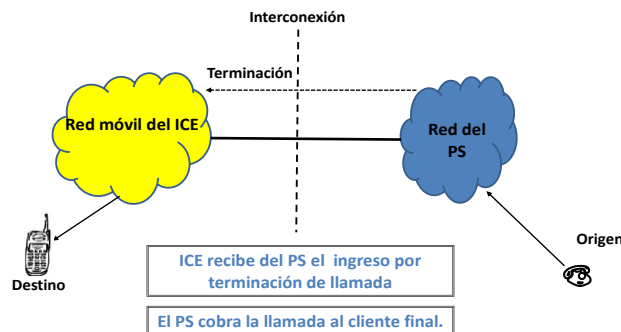 Interconexión
Terminación
Red móvil del ICE
Red del
PS
Origen
Destino
ICE recibe del PS el ingreso por
terminación de llamada
El PS cobra la llamada al cliente final.